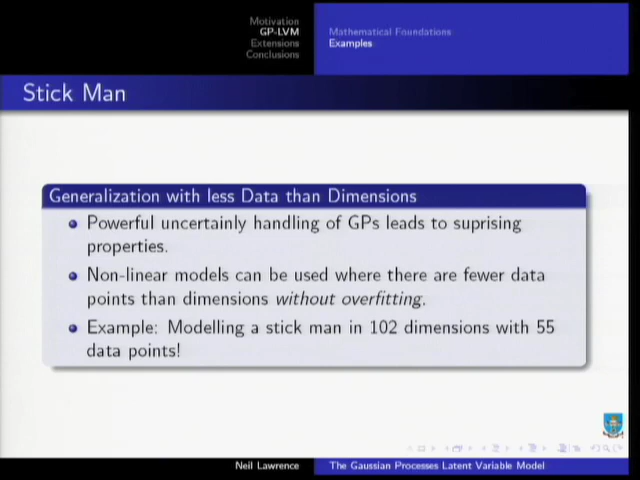 Motivation
GP-LVM
Extensions
Conclusions
Mathematical Foundations
Examples
Stick Man
Generalization with less Data than Dimensions
Powerful uncertainly handling of GPs leads to suprising
properties.
Non-linear models can be used where there are fewer data
points than dimensions without overfitting.
Example: Modelling a stick man in 102 dimensions with 55
data points!
Neil Lawrence
The Gaussian Processes Latent Variable Model